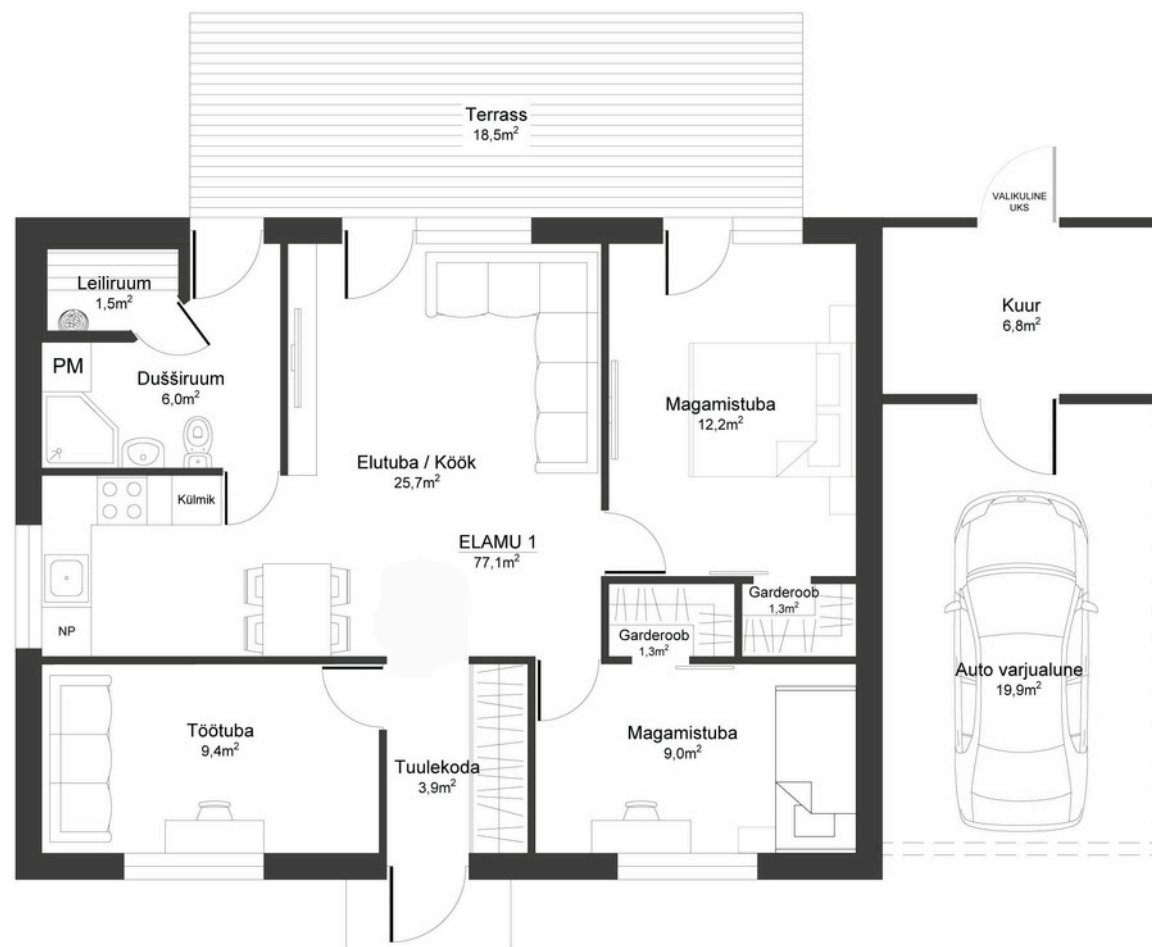 Terrass
18,5m²
VALIKULINE
UKS
Leiliruum
1,5m²
Kuur
6,8m²
PM
Dušširuum
6,0m²
Magamistuba
12,2m²
Elutuba / Köök
25,7m²
Külmik
ELAMU 1
77,1m²
Garderoob
1,3m²
NP
Garderoob
1,3m²
Auto varjualune
19,9m²
Töötuba
9,4m²
Magamistuba
9,0m²
Tuulekoda
3,9m²